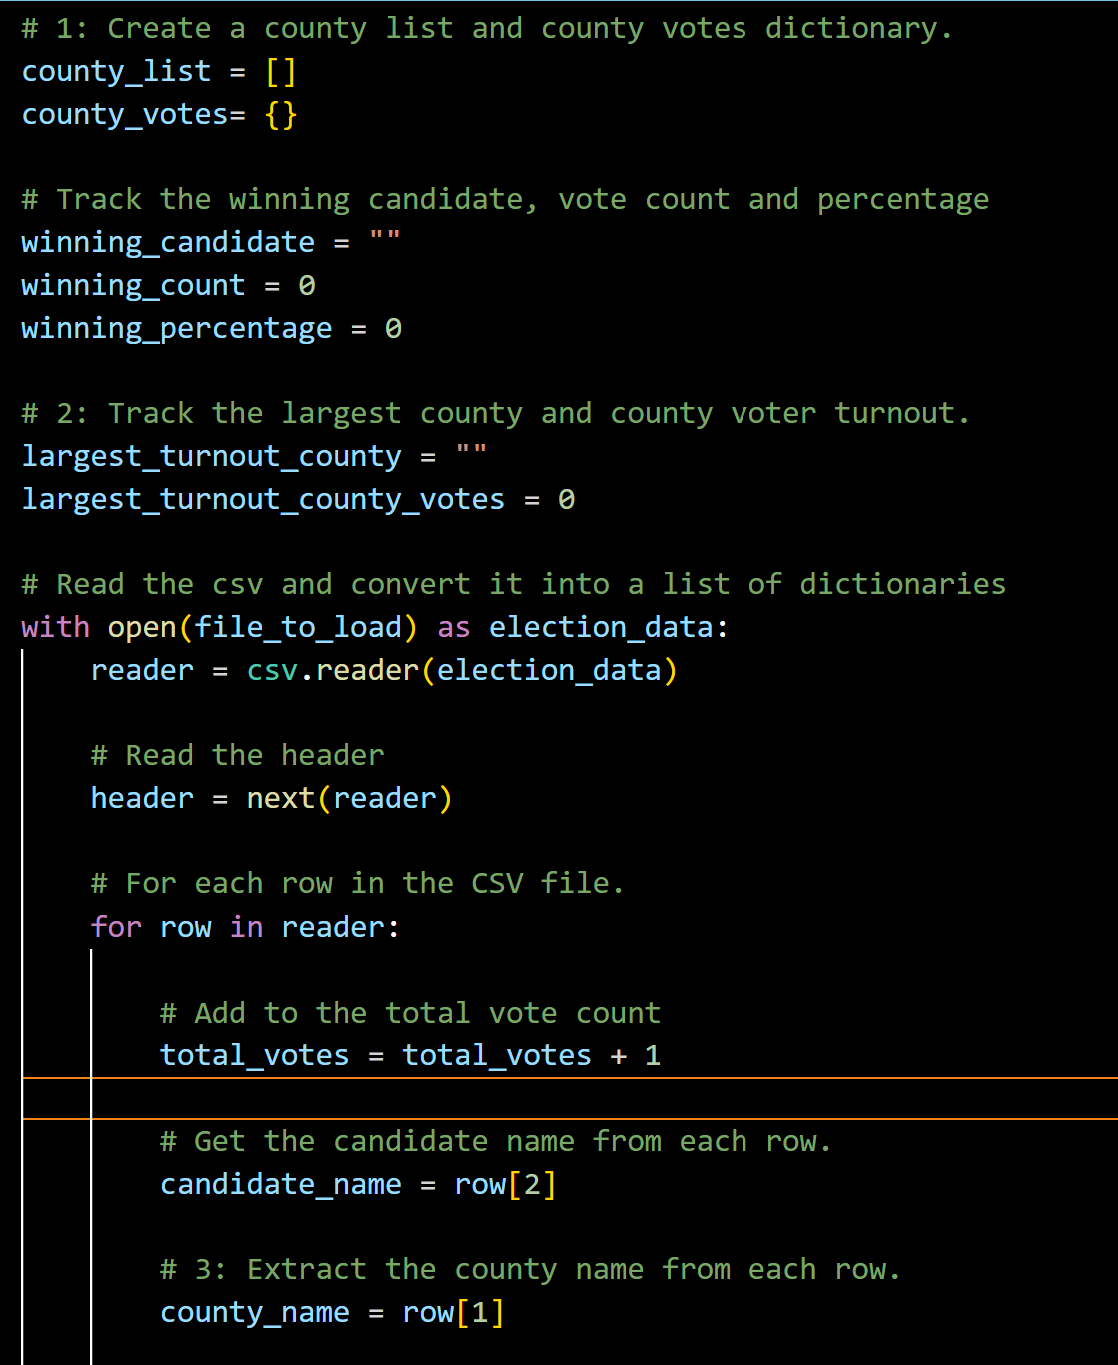 # 1: Create a county list and county votes dictionary.
county_list = []
county_votes= {}
# Track the winning candidate, vote count and percentage
winning_candidate = ""
winning_count = 0
winning_percentage = 0
# 2: Track the largest county and county voter turnout.
largest_turnout_county = ""
largest_turnout_county_votes = 0
# Read the csv and convert it into a list of dictionaries
with open(file_to_load) as election_data:
    reader = csv.reader(election_data)
    # Read the header
    header = next(reader)
    # For each row in the CSV file.
    for row in reader:
        # Add to the total vote count
        total_votes = total_votes + 1
        # Get the candidate name from each row.
        candidate_name = row[2]
        # 3: Extract the county name from each row.
        county_name = row[1]